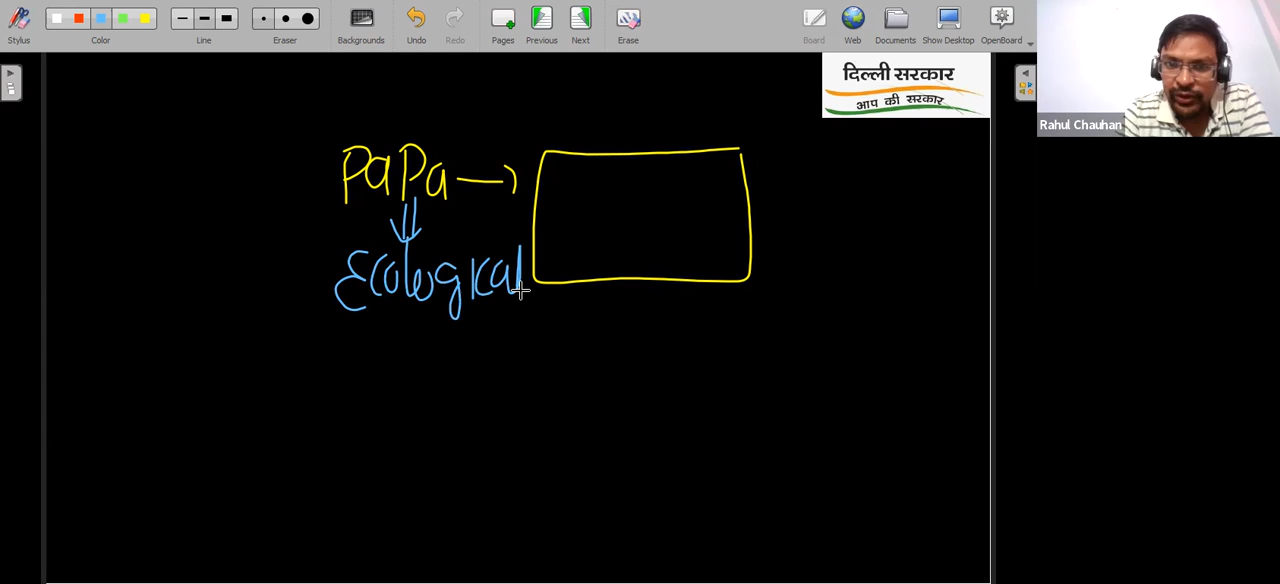 Stylus
Color
Line
Eraser
Backgrounds
Undo
Redo
Pages
Previous
Next
Erase
Board
Web
Documents
Show Desktop
OpenBoard
दिल्ली सरकार
आप की सरकार
Rahul Chauhan
PaPa →
Ecological